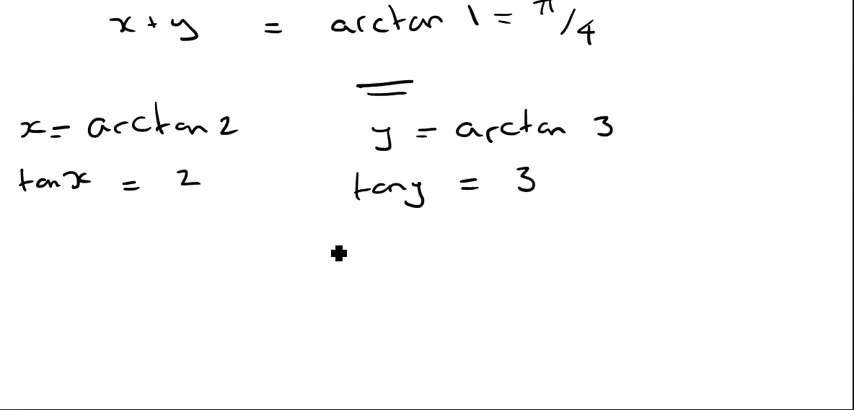 x + y = arctan 1 = π/4
x = arctan 2 y = arctan 3
tan x = 2 tan y = 3